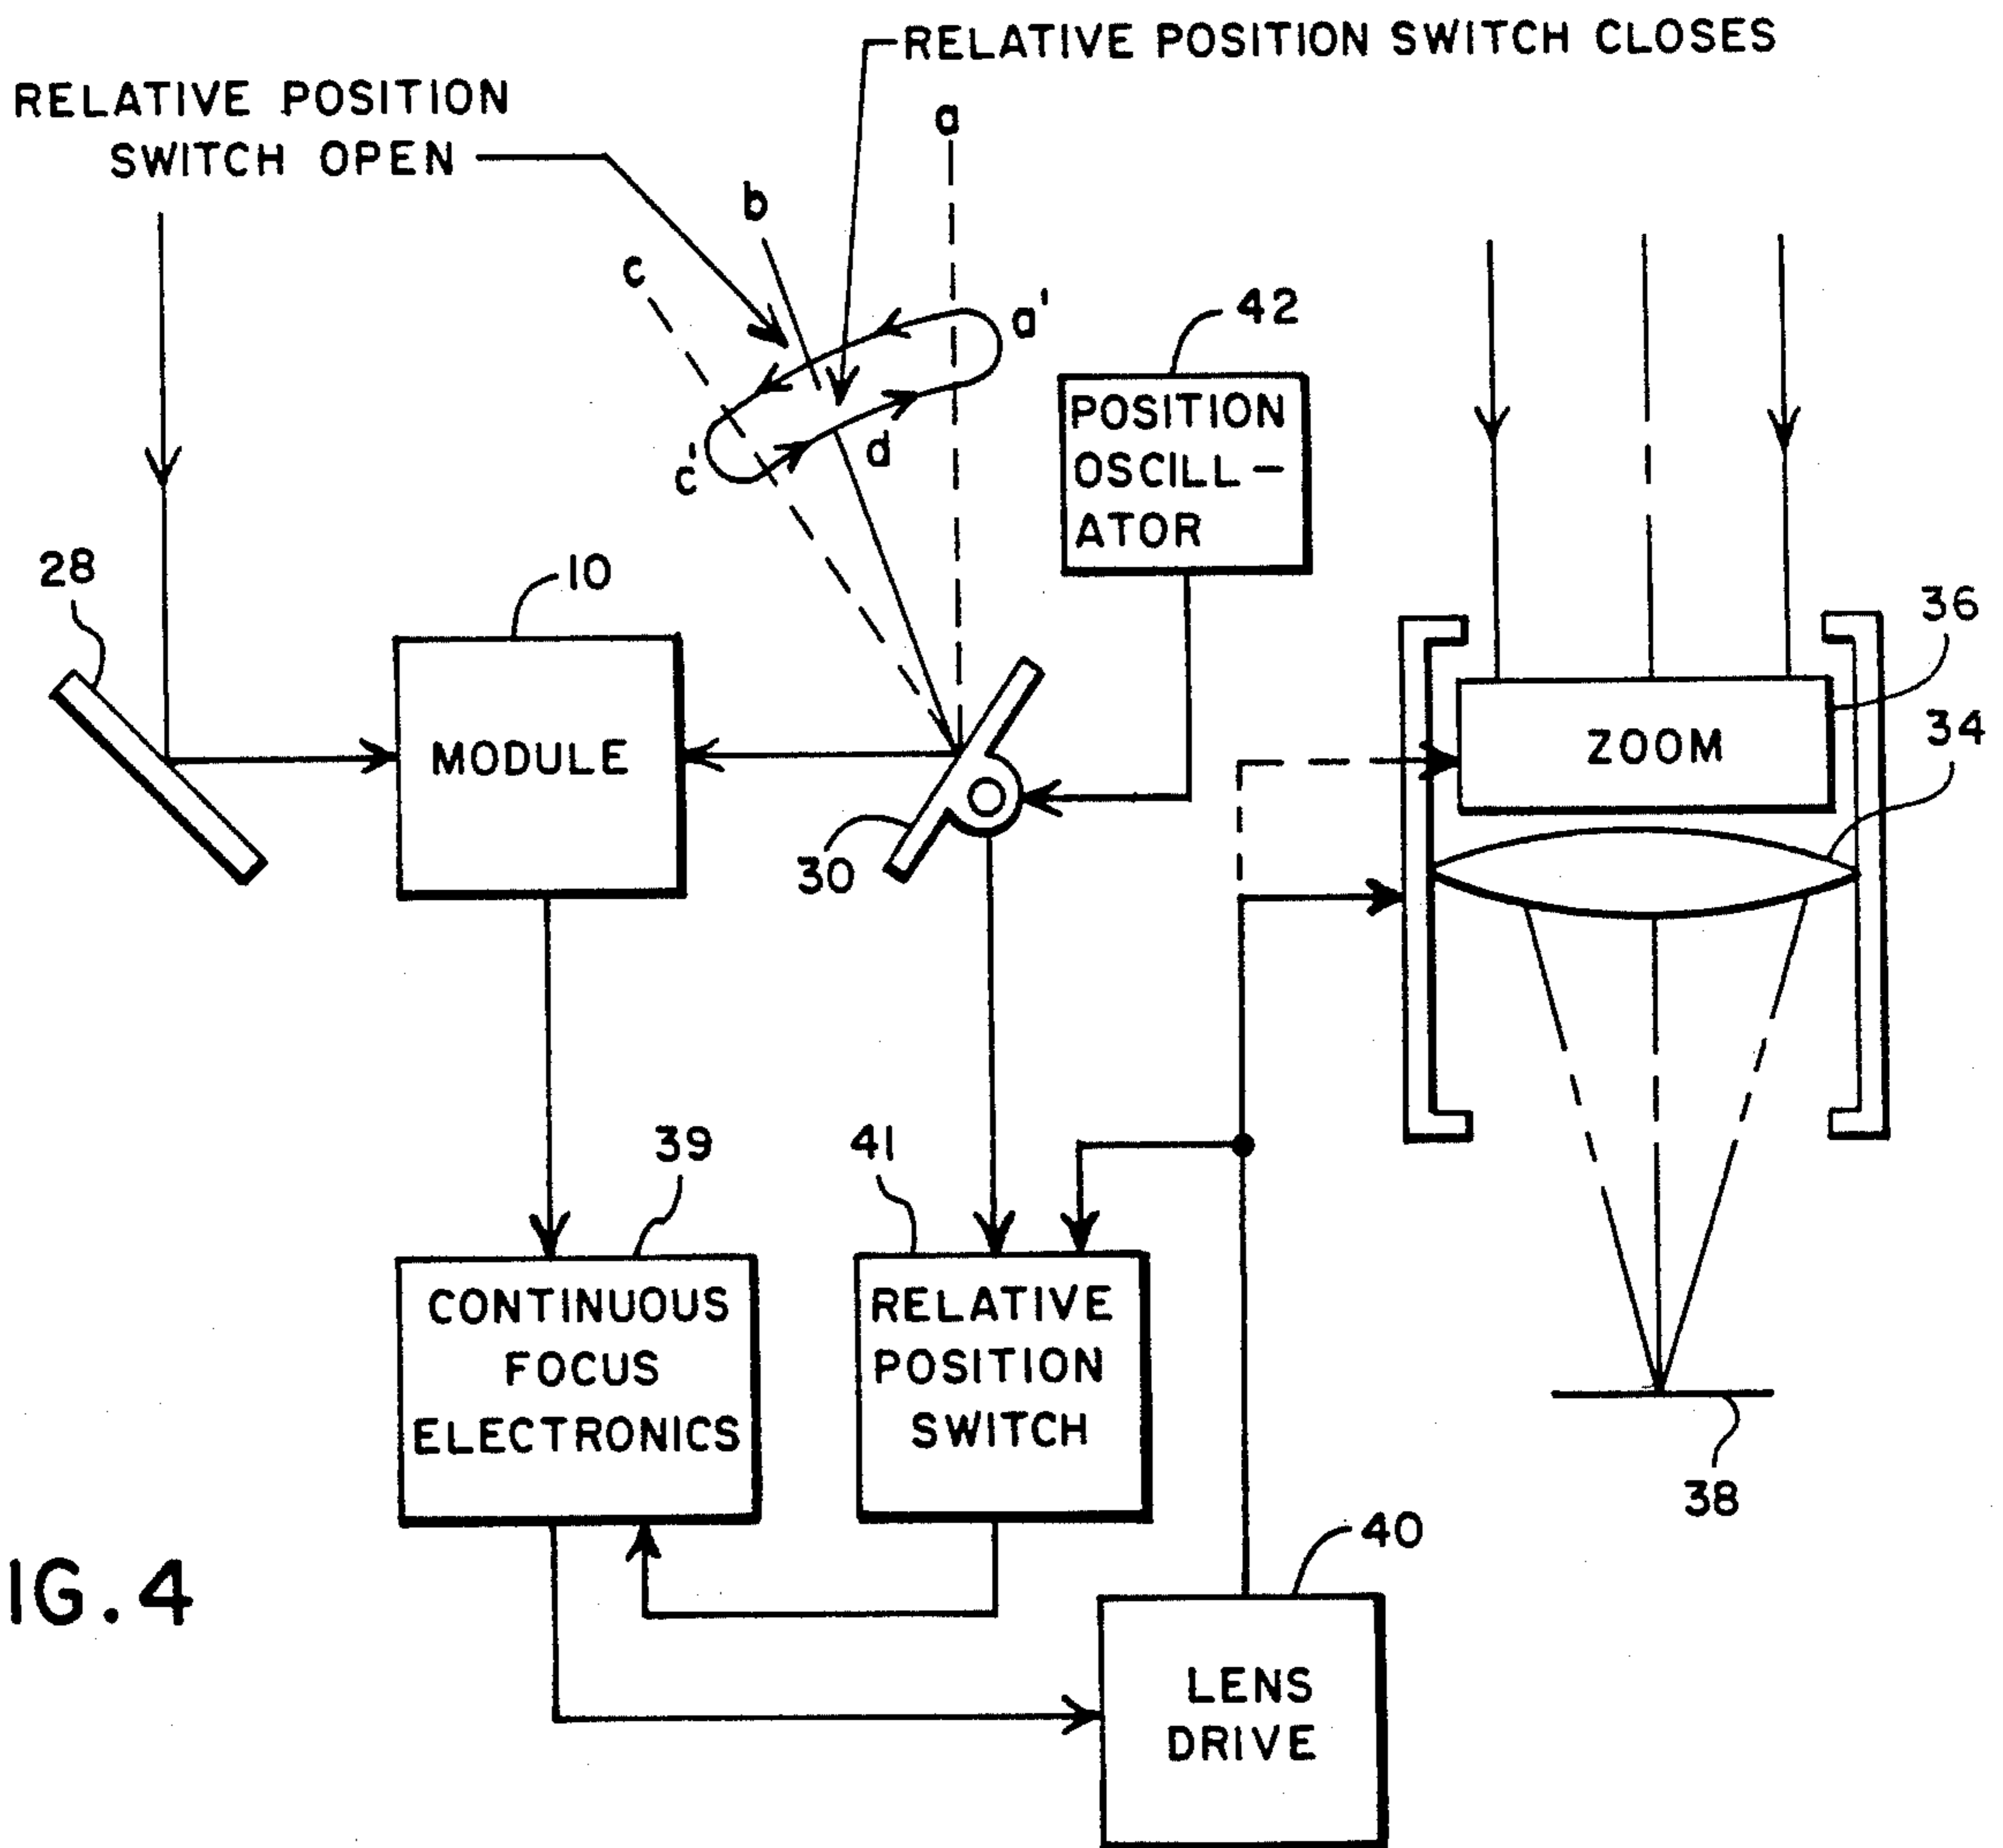 RELATIVE POSITION SWITCH CLOSES
RELATIVE POSITION
SWITCH OPEN
a
b
c
a'
c'
d
42
POSITION
OSCILL-
ATOR
28
10
MODULE
30
36
ZOOM
34
39
CONTINUOUS
FOCUS
ELECTRONICS
41
RELATIVE
POSITION
SWITCH
38
40
LENS
DRIVE
IG.4